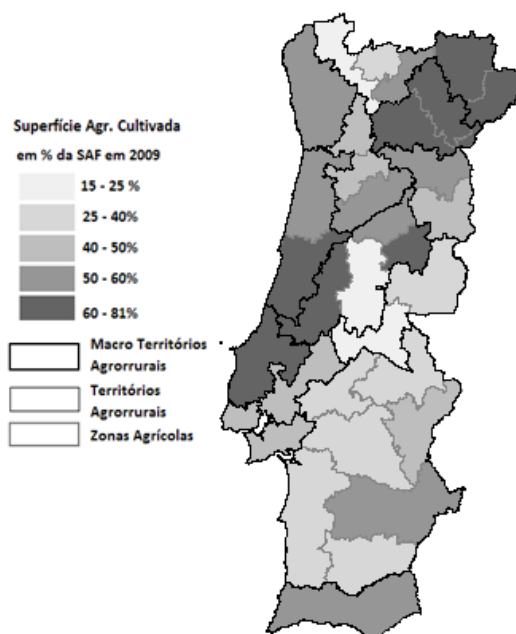 Superfície Agr. Cultivada
em % da SAF em 2009
15 - 25 %
25 - 40%
40 - 50%
50 - 60%
60 - 81%
Macro Territórios
Agrorrurais
Territórios
Agrorrurais
Zonas Agrícolas